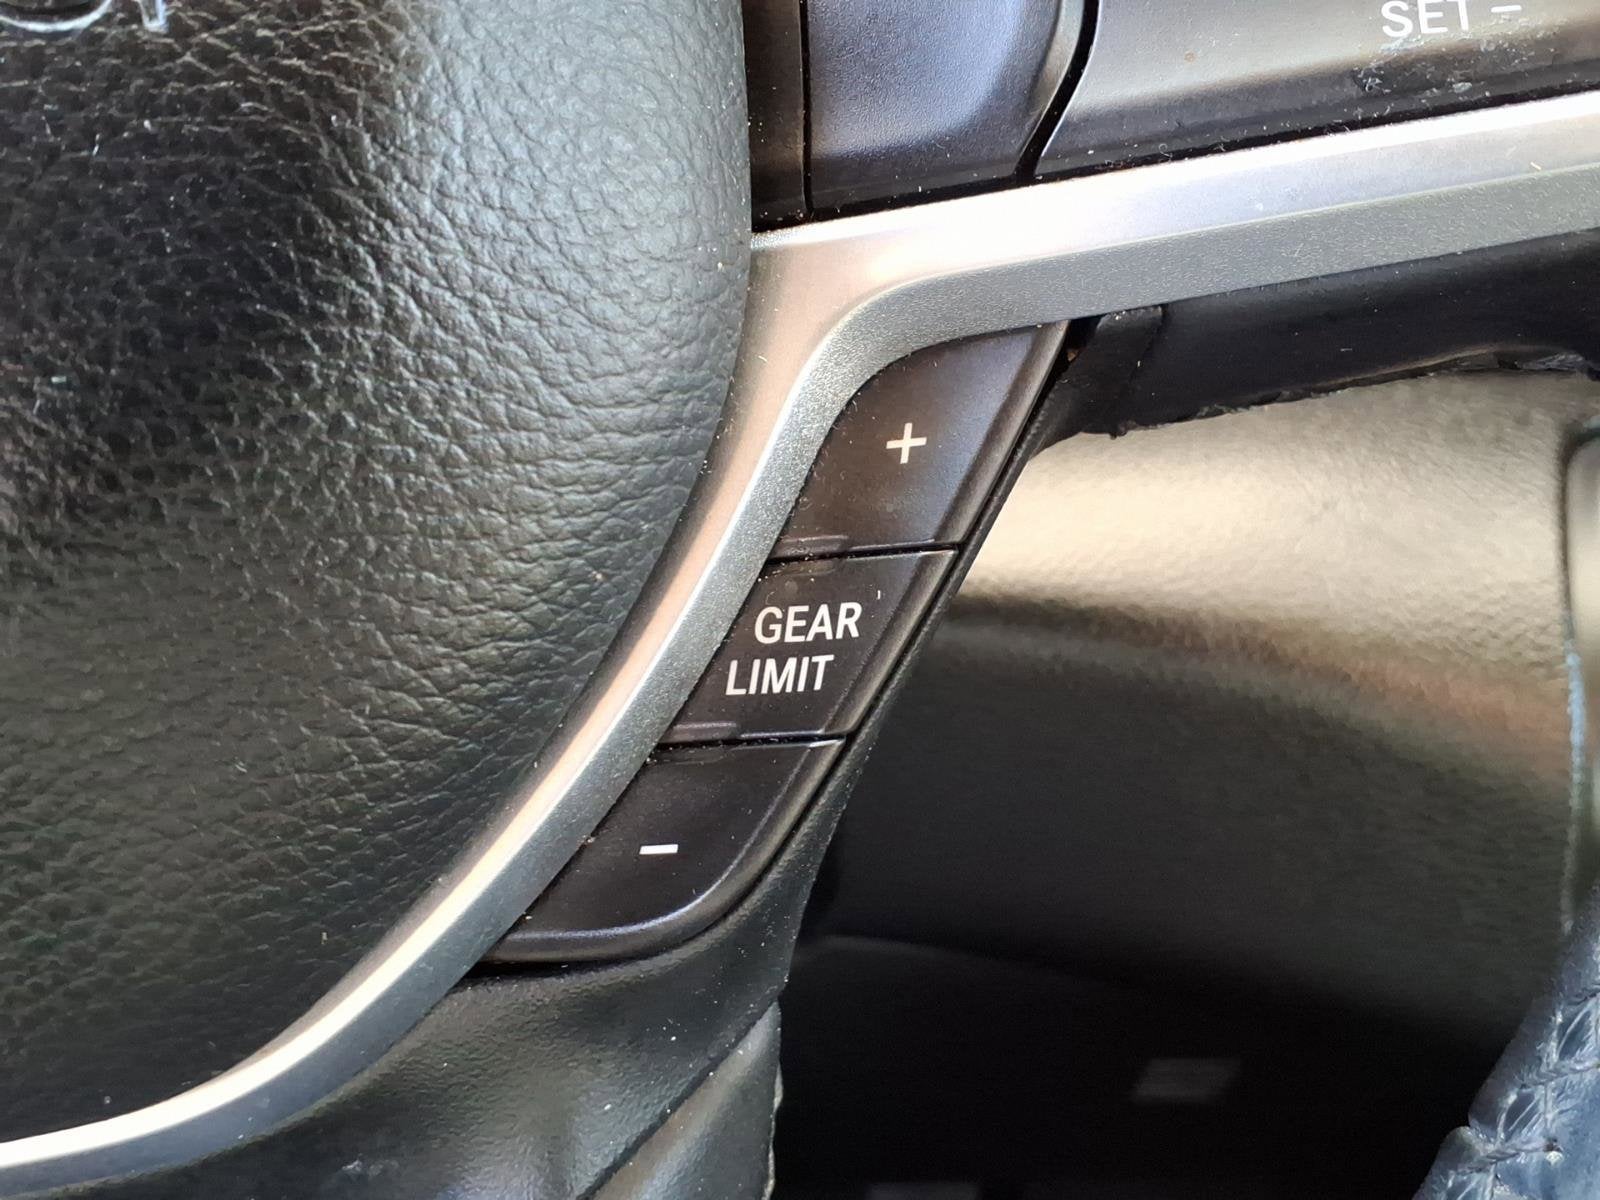 SET –
+
GEAR
LIMIT
–